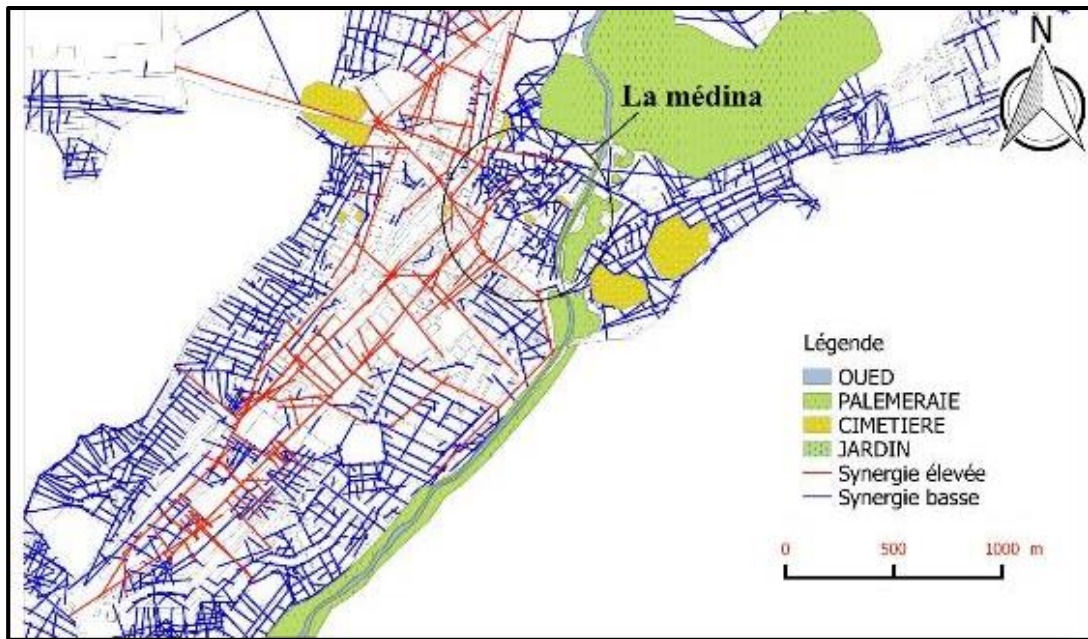 N
La médina
Légende
OUED
PALEMERAIE
CIMETIERE
JARDIN
Synergie élevée
Synergie basse
0 500 1000 m